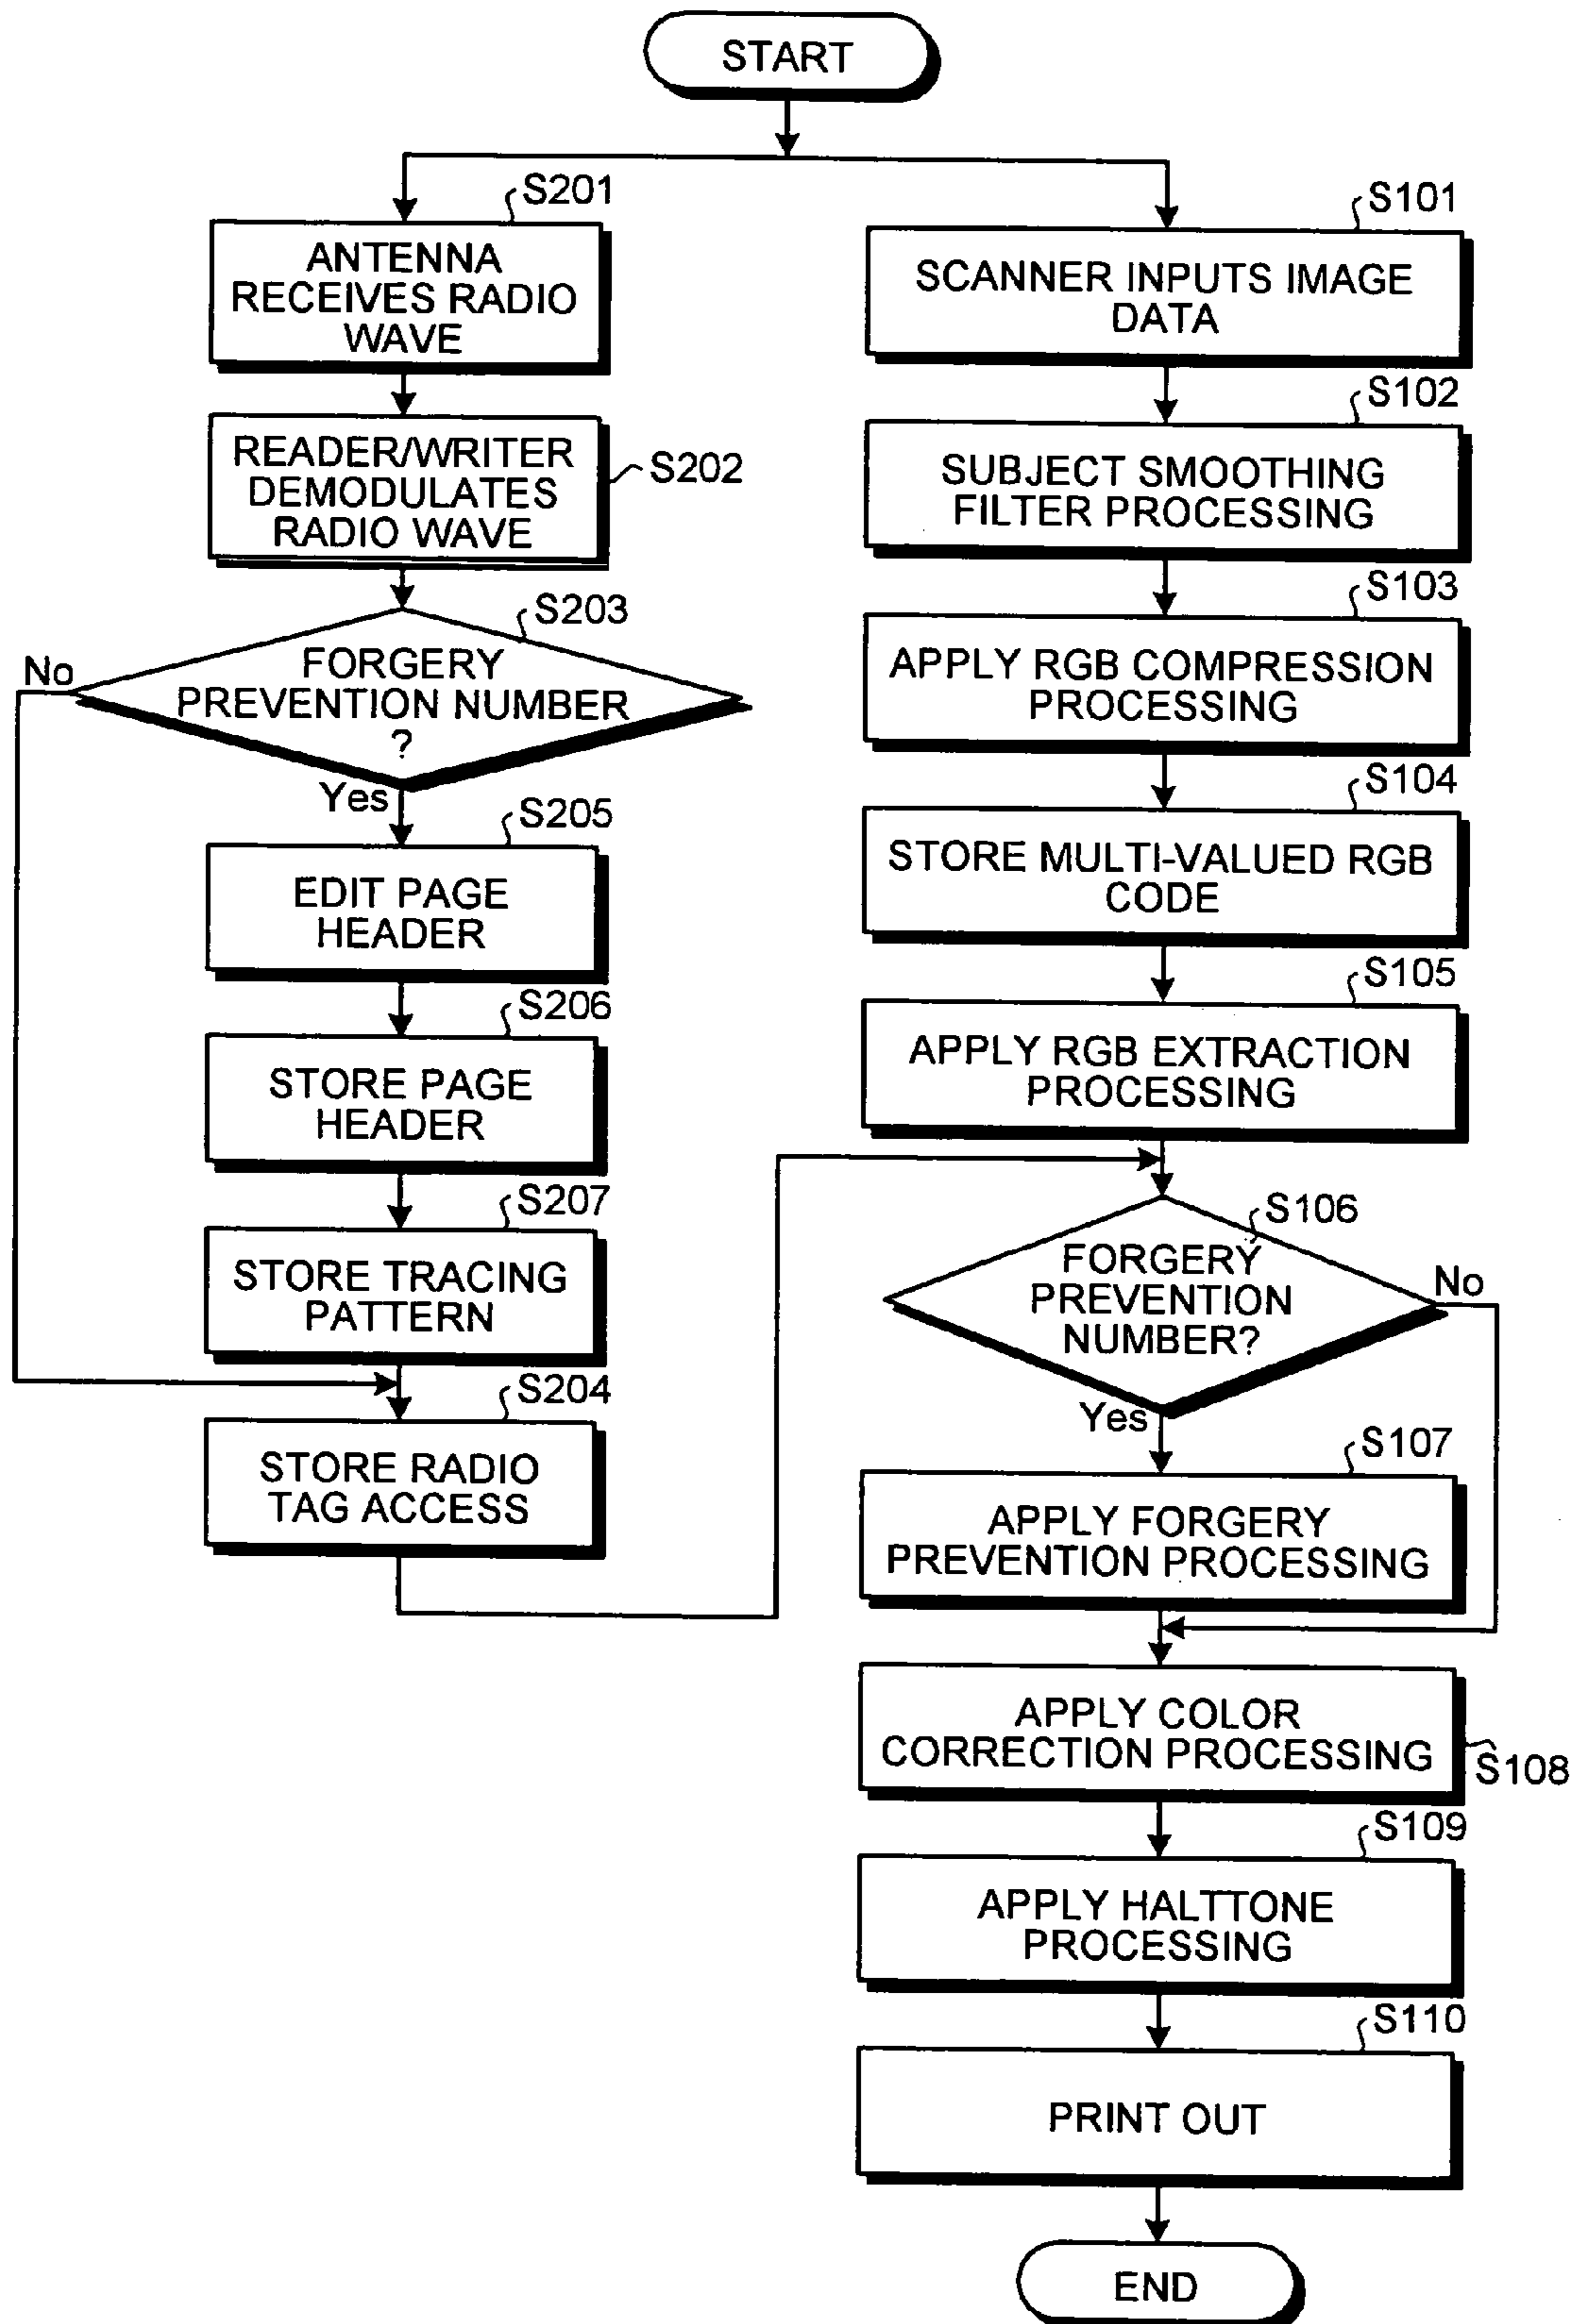 START
S201
ANTENNA
RECEIVES RADIO
WAVE
S202
READER/WRITER
DEMODULATES
RADIO WAVE
S203
FORGERY
PREVENTION NUMBER
?
No
Yes
S205
EDIT PAGE
HEADER
S206
STORE PAGE
HEADER
S207
STORE TRACING
PATTERN
S204
STORE RADIO
TAG ACCESS
S101
SCANNER INPUTS IMAGE
DATA
S102
SUBJECT SMOOTHING
FILTER PROCESSING
S103
APPLY RGB COMPRESSION
PROCESSING
S104
STORE MULTI-VALUED RGB
CODE
S105
APPLY RGB EXTRACTION
PROCESSING
S106
FORGERY
PREVENTION
NUMBER?
No
Yes
S107
APPLY FORGERY
PREVENTION PROCESSING
S108
APPLY COLOR
CORRECTION PROCESSING
S109
APPLY HALTTONE
PROCESSING
S110
PRINT OUT
END